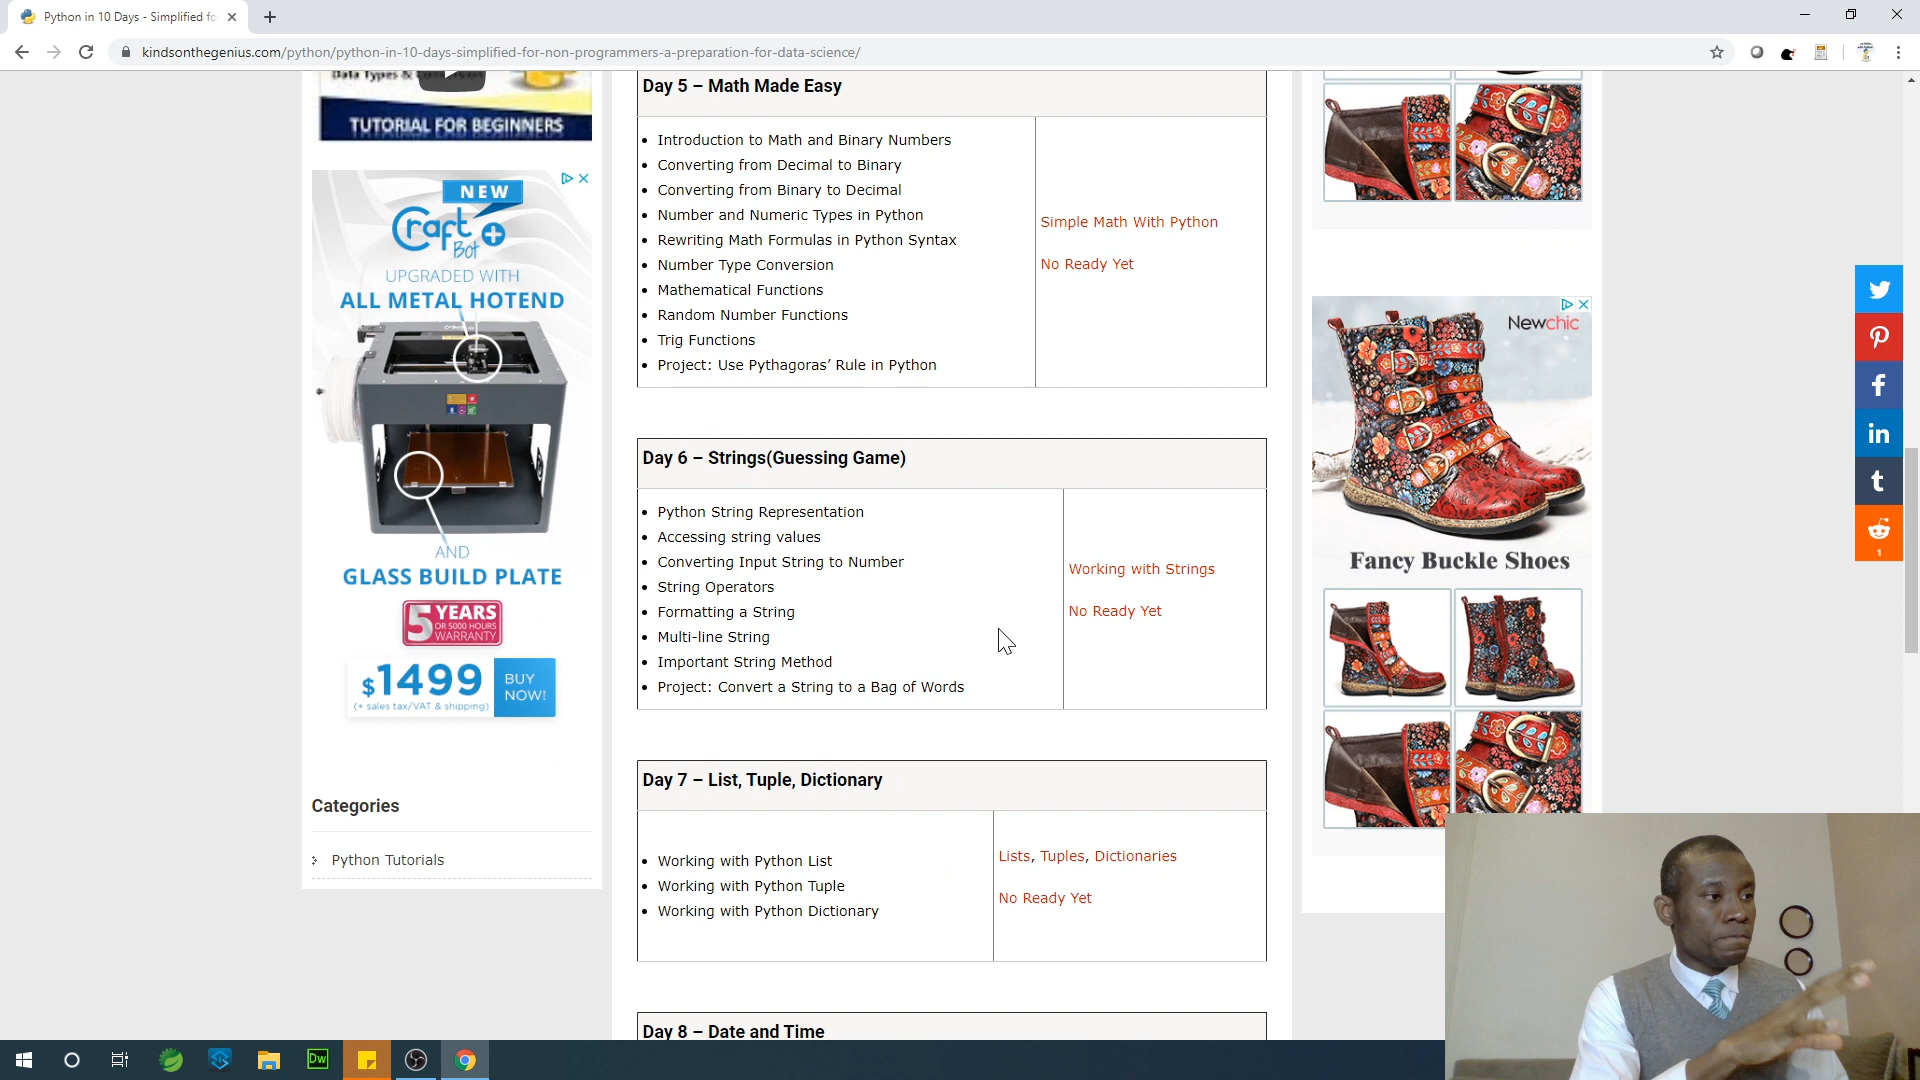 Python in 10 Days - Simplified fo
kindsonthegenius.com/python/python-in-10-days-simplified-for-non-programmers-a-preparation-for-data-science/
Data Types & Conversion
TUTORIAL FOR BEGINNERS
NEW
Craft
Bot
UPGRADED WITH
ALL METAL HOTEND
AND
GLASS BUILD PLATE
5 YEARS
OR 5000 HOURS
WARRANTY
$1499
(+ sales tax/VAT & shipping)
BUY
NOW!
Categories
Python Tutorials
Day 5 – Math Made Easy
Introduction to Math and Binary Numbers
Converting from Decimal to Binary
Converting from Binary to Decimal
Number and Numeric Types in Python
Rewriting Math Formulas in Python Syntax
Number Type Conversion
Mathematical Functions
Random Number Functions
Trig Functions
Project: Use Pythagoras’ Rule in Python
Simple Math With Python
No Ready Yet
Day 6 – Strings(Guessing Game)
Python String Representation
Accessing string values
Converting Input String to Number
String Operators
Formatting a String
Multi-line String
Important String Method
Project: Convert a String to a Bag of Words
Working with Strings
No Ready Yet
Day 7 – List, Tuple, Dictionary
Working with Python List
Working with Python Tuple
Working with Python Dictionary
Lists, Tuples, Dictionaries
No Ready Yet
Day 8 – Date and Time
Newchic
Fancy Buckle Shoes
1
Dw